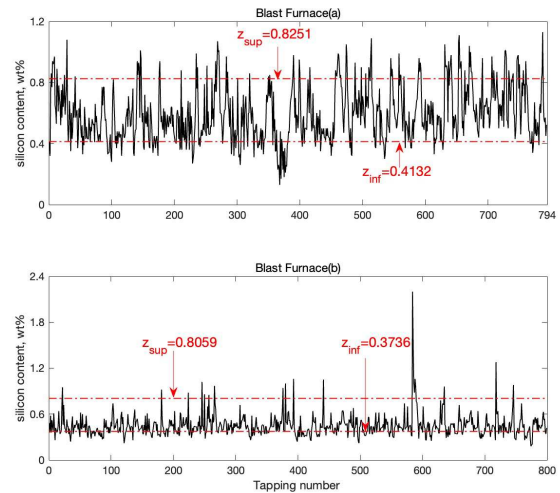 Blast Furnace(a)
silicon content, wt%
1.2
0.8
0.4
0
z_sup=0.8251
z_inf=0.4132
0 100 200 300 400 500 600 700 794
Blast Furnace(b)
silicon content, wt%
2.4
1.8
1.2
0.6
0
z_sup=0.8059
z_inf=0.3736
0 100 200 300 400 500 600 700 800
Tapping number